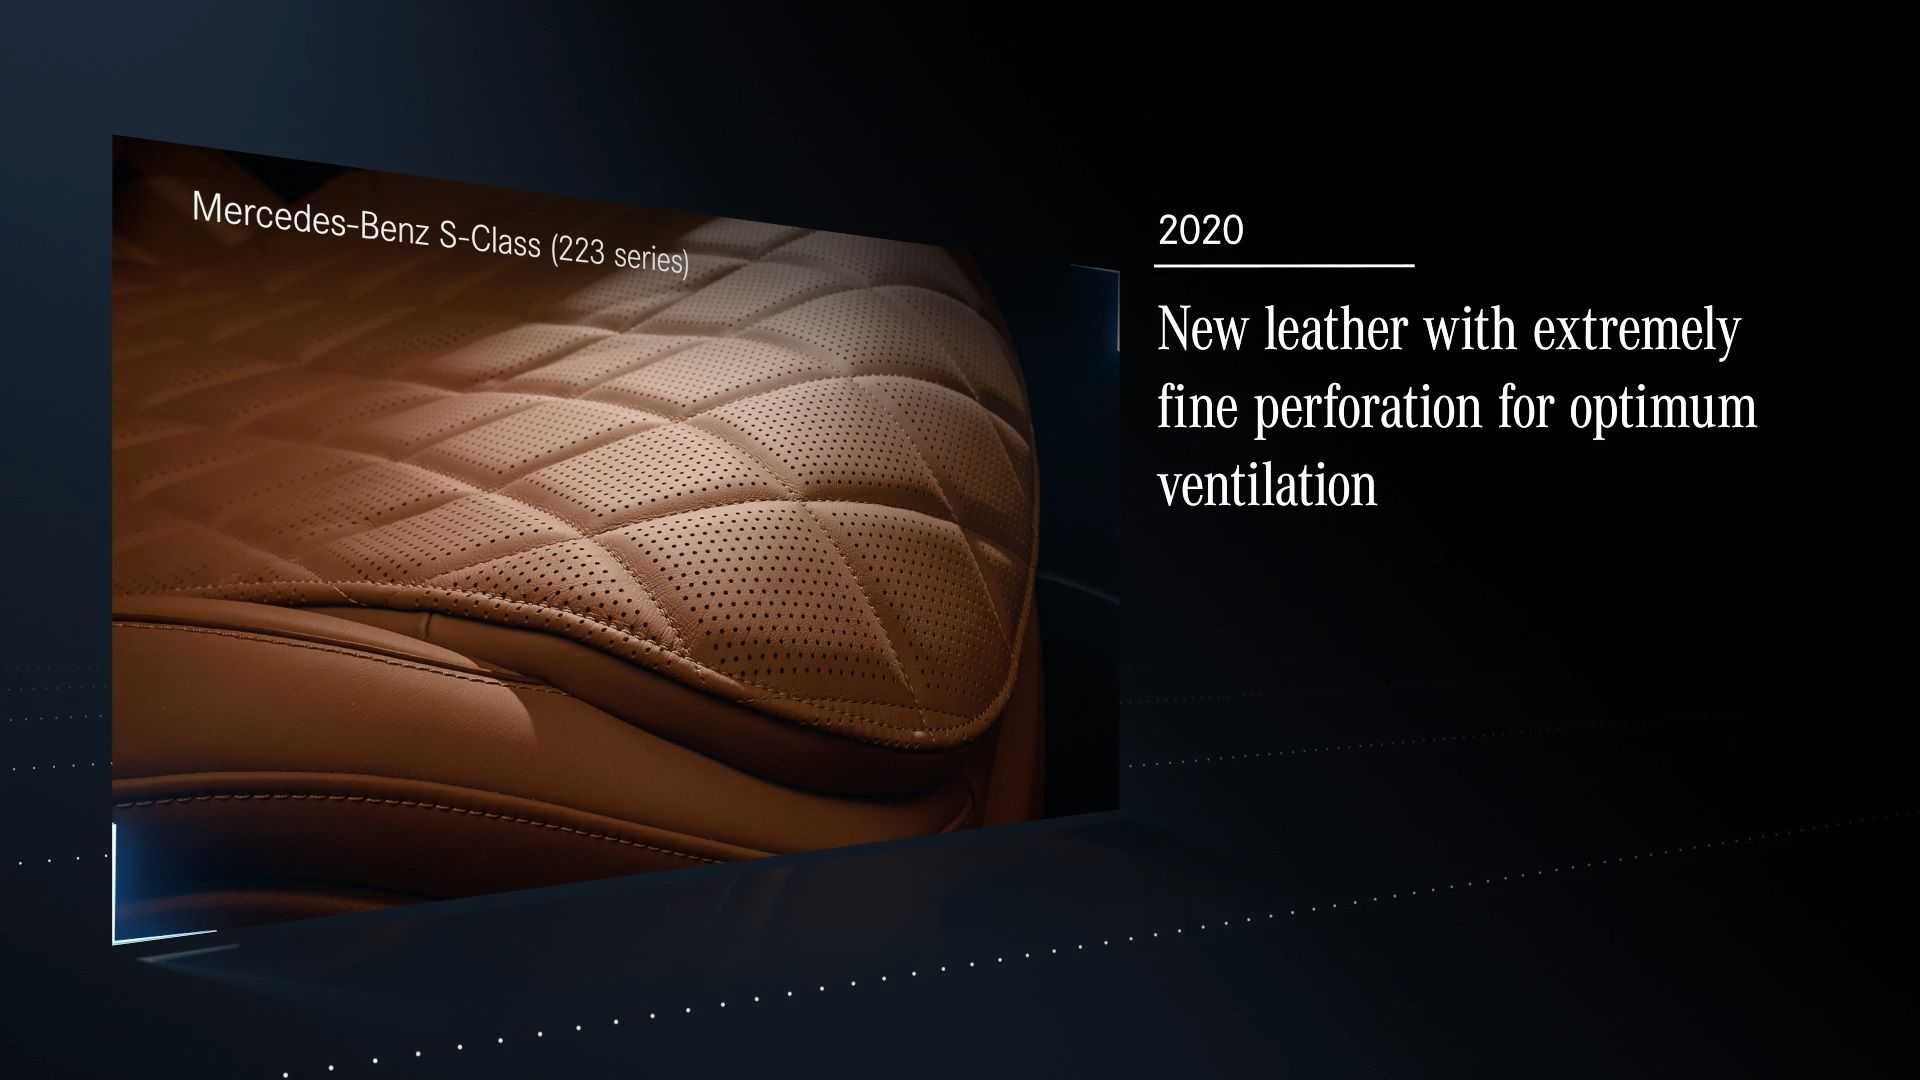 Mercedes-Benz S-Class (223 series)
2020
New leather with extremely
fine perforation for optimum
ventilation